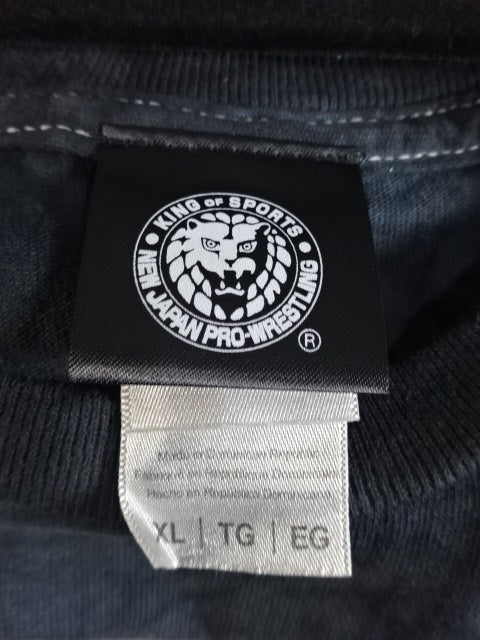 KING OF SPORTS
NEW JAPAN PRO-WRESTLING
®
Made in Dominican Republic
Fabriqué en République Dominicaine
Hecho en Republica Dominicana
XL | TG | EG